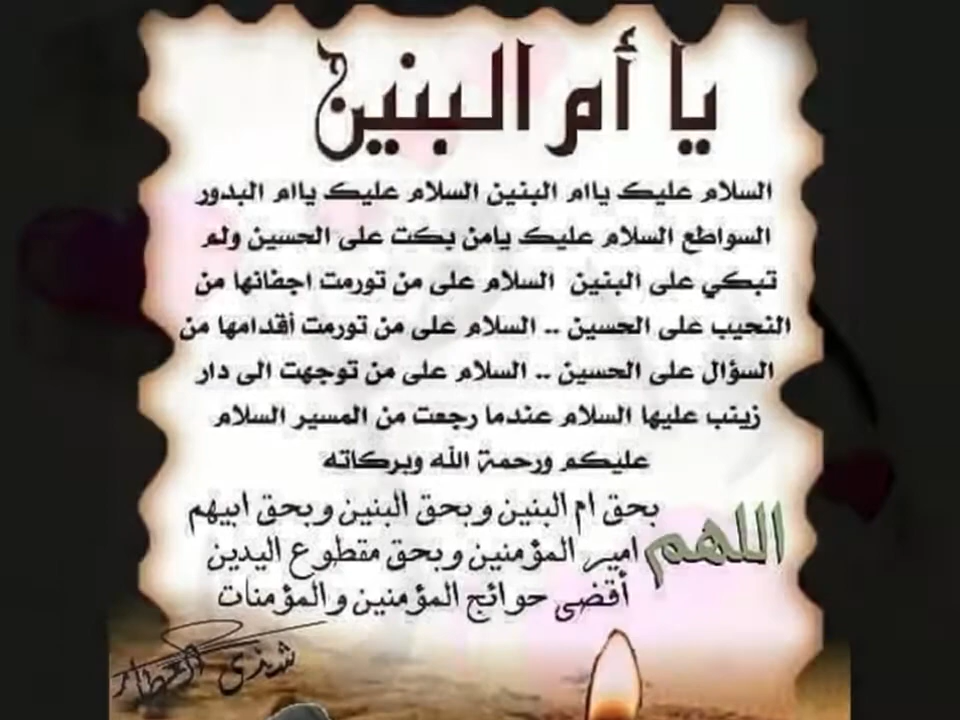 يا أم البنين
السلام عليك ياام البنين السلام عليك ياام البدور
السواطع السلام عليك يامن بكت على الحسين ولم
تبكي على البنين السلام على من تورمت اجفانها من
النحيب على الحسين .. السلام على من تورمت أقدامها من
السؤال على الحسين .. السلام على من توجهت الى دار
زينب عليها السلام عندما رجعت من المسير السلام
عليكم ورحمة الله وبركاته
اللهم
بحق ام البنين وبحق البنين وبحق ابيهم
امير المؤمنين وبحق مقطوع اليدين
أقضى حوائج المؤمنين والمؤمنات
شذى العطار